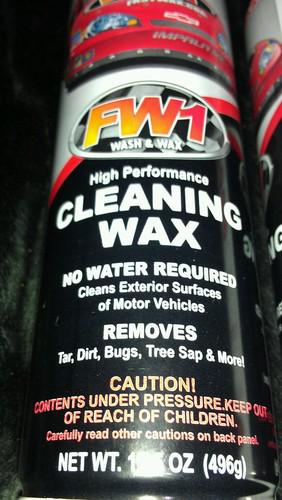 IMPALA
FW1
WASH & WAX
High Performance
CLEANING
WAX
NO WATER REQUIRED
Cleans Exterior Surfaces
of Motor Vehicles
REMOVES
Tar, Dirt, Bugs, Tree Sap & More!
CAUTION!
CONTENTS UNDER PRESSURE.KEEP OUT
OF REACH OF CHILDREN.
Carefully read other cautions on back panel.
NET WT. OZ (496g)